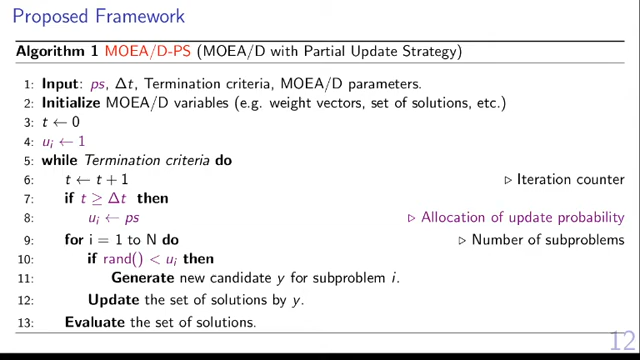 Proposed Framework
Algorithm 1 MOEA/D-PS (MOEA/D with Partial Update Strategy)
1: Input: ps, Δt, Termination criteria, MOEA/D parameters.
2: Initialize MOEA/D variables (e.g. weight vectors, set of solutions, etc.)
3: t ← 0
4: u_i ← 1
5: while Termination criteria do
6: t ← t + 1 ▷ Iteration counter
7: if t ≥ Δt then
8: u_i ← ps ▷ Allocation of update probability
9: for i = 1 to N do ▷ Number of subproblems
10: if rand() < u_i then
11: Generate new candidate y for subproblem i.
12: Update the set of solutions by y.
13: Evaluate the set of solutions.
12